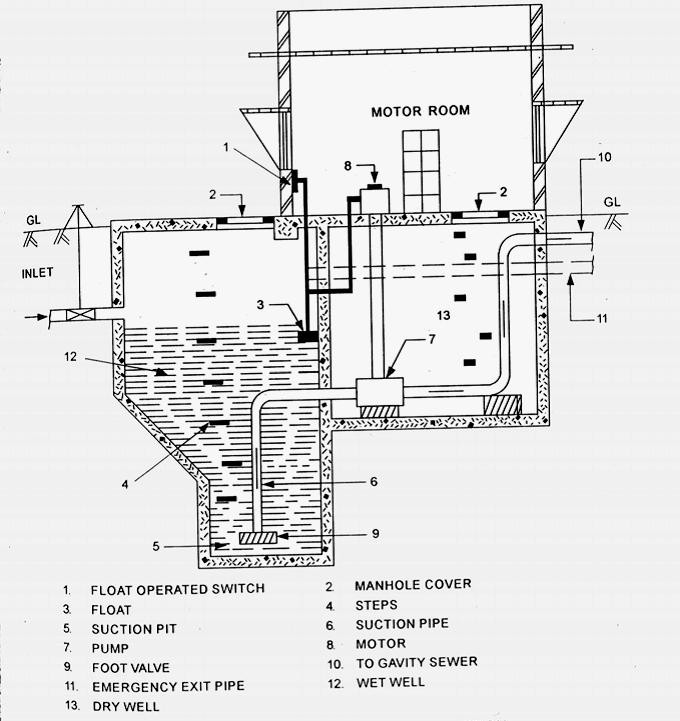 MOTOR ROOM
1
8
10
2
2
GL
GL
INLET
3
13
11
7
12
4
6
5
9
1. FLOAT OPERATED SWITCH
2. MANHOLE COVER
3. FLOAT
4. STEPS
5. SUCTION PIT
6. SUCTION PIPE
7. PUMP
8. MOTOR
9. FOOT VALVE
10. TO GAVITY SEWER
11. EMERGENCY EXIT PIPE
12. WET WELL
13. DRY WELL